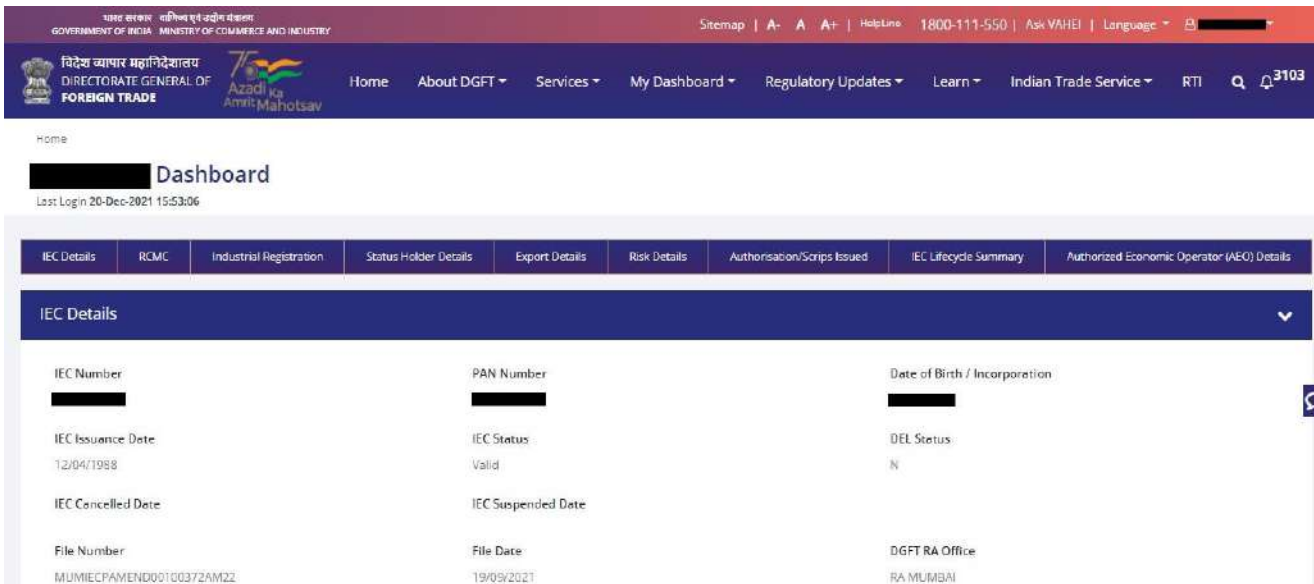 भारत सरकार वाणिज्य एवं उद्योग मंत्रालय
GOVERNMENT OF INDIA MINISTRY OF COMMERCE AND INDUSTRY
Sitemap | A- A A+ | HelpLine 1800-111-550 | Ask VAHEI | Language
विदेश व्यापार महानिदेशालय
DIRECTORATE GENERAL OF
FOREIGN TRADE
75
Azadi Ka
Amrit Mahotsav
Home About DGFT Services My Dashboard Regulatory Updates Learn Indian Trade Service RTI 3103
Home
Dashboard
Last Login 20-Dec-2021 15:53:06
IEC Details RCMC Industrial Registration Status Holder Details Export Details Risk Details Authorisation/Scrips Issued IEC Lifecycle Summary Authorized Economic Operator (AEO) Details
IEC Details
IEC Number PAN Number Date of Birth / Incorporation
IEC Issuance Date IEC Status DEL Status
12/04/1988 Valid N
IEC Cancelled Date IEC Suspended Date
File Number File Date DGFT RA Office
MUMIECPAMEND00100372AM22 19/09/2021 RA MUMBAI